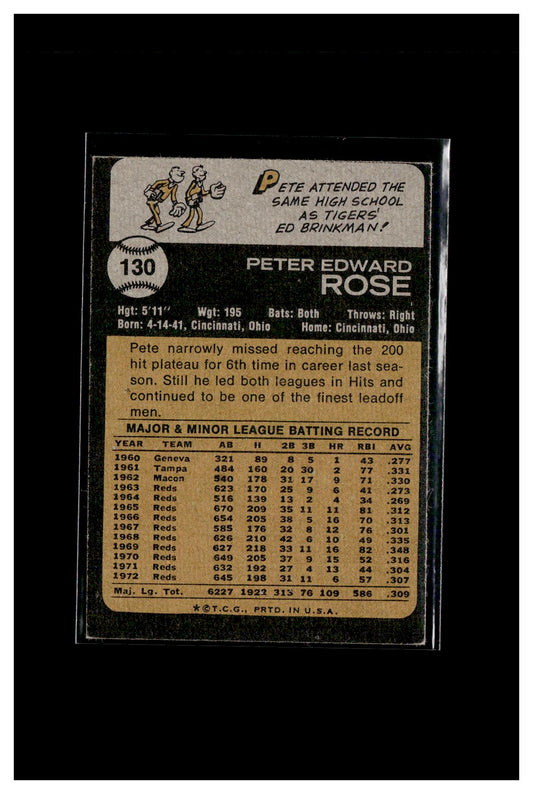 PETE ATTENDED THE
SAME HIGH SCHOOL
AS TIGERS'
ED BRINKMAN!
130
PETER EDWARD
ROSE
Hgt: 5'11" Wgt: 195 Bats: Both Throws: Right
Born: 4-14-41, Cincinnati, Ohio Home: Cincinnati, Ohio
Pete narrowly missed reaching the 200
hit plateau for 6th time in career last sea-
son. Still he led both leagues in Hits and
continued to be one of the finest leadoff
men.
MAJOR & MINOR LEAGUE BATTING RECORD
YEAR TEAM AB H 2B 3B HR RBI AVG
1960 Geneva 321 89 8 5 1 43 .277
1961 Tampa 484 160 20 30 2 77 .331
1962 Macon 540 178 31 17 9 71 .330
1963 Reds 623 170 25 9 6 41 .273
1964 Reds 516 139 13 2 4 34 .269
1965 Reds 670 209 35 11 11 81 .312
1966 Reds 654 205 38 5 16 70 .313
1967 Reds 585 176 32 8 12 76 .301
1968 Reds 626 210 42 6 10 49 .335
1969 Reds 627 218 33 11 16 82 .348
1970 Reds 649 205 37 9 15 52 .316
1971 Reds 632 192 27 4 13 44 .304
1972 Reds 645 198 31 11 6 57 .307
Maj. Lg. Tot. 6227 1922 313 76 109 586 .309
*©T.C.G., PRTD. IN U.S.A.